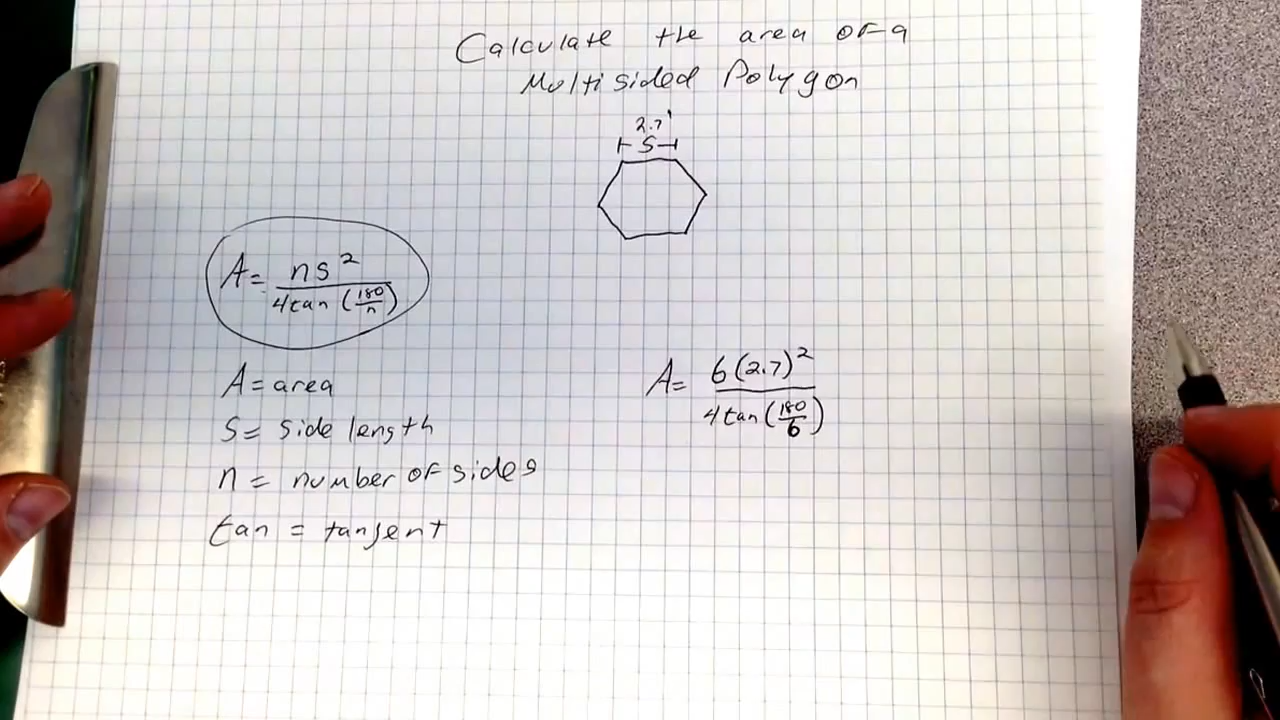 Calculate the area of a
Multisided Polygon
2.7'
S
A = ns² / 4tan (180/n)
A = area
S = side length
n = number of sides
tan = tangent
A = 6(2.7)² / 4tan (180/6)